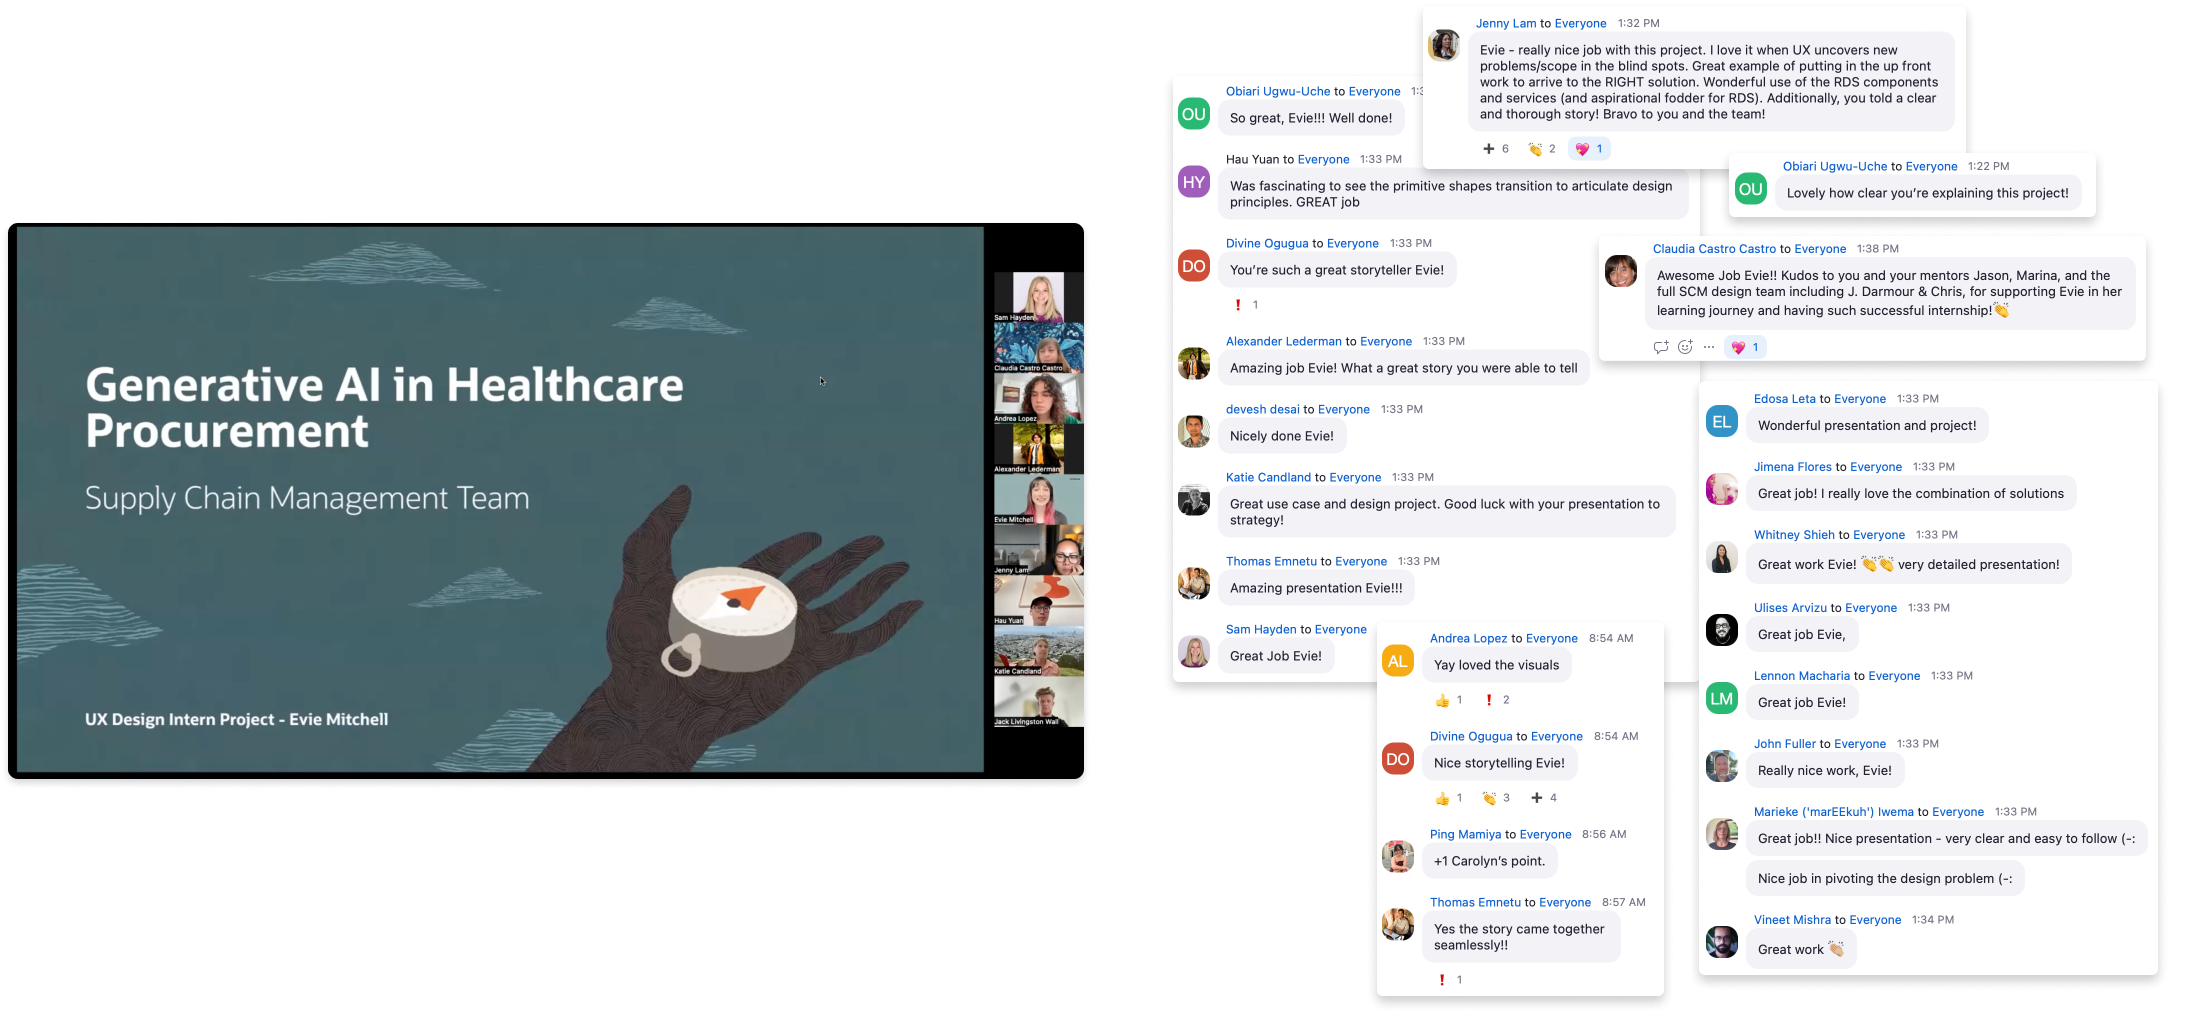 Generative AI in Healthcare
Procurement
Supply Chain Management Team
UX Design Intern Project - Evie Mitchell
Sam Hayden
Claudia Castro Castro
Andrea Lopez
Alexander Lederman
Evie Mitchell
Jenny Lam
Hau Yuan
Katie Candland
Jack Livingston Wall
Jenny Lam to Everyone 1:32 PM
Evie - really nice job with this project. I love it when UX uncovers new
problems/scope in the blind spots. Great example of putting in the up front
work to arrive to the RIGHT solution. Wonderful use of the RDS components
and services (and aspirational fodder for RDS). Additionally, you told a clear
and thorough story! Bravo to you and the team!
➕ 6 👏 2 💖 1
Obiari Ugwu-Uche to Everyone
OU
So great, Evie!!! Well done!
Hau Yuan to Everyone 1:33 PM
HY
Was fascinating to see the primitive shapes transition to articulate design
principles. GREAT job
Divine Ogugua to Everyone 1:33 PM
DO
You're such a great storyteller Evie!
❗ 1
Alexander Lederman to Everyone 1:33 PM
Amazing job Evie! What a great story you were able to tell
devesh desai to Everyone 1:33 PM
Nicely done Evie!
Katie Candland to Everyone 1:33 PM
Great use case and design project. Good luck with your presentation to
strategy!
Thomas Emnetu to Everyone 1:33 PM
Amazing presentation Evie!!!
Sam Hayden to Everyone
Great Job Evie!
Obiari Ugwu-Uche to Everyone 1:22 PM
OU
Lovely how clear you're explaining this project!
Claudia Castro Castro to Everyone 1:38 PM
Awesome Job Evie!! Kudos to you and your mentors Jason, Marina, and the
full SCM design team including J. Darmour & Chris, for supporting Evie in her
learning journey and having such successful internship!👏
💖 1
Andrea Lopez to Everyone 8:54 AM
AL
Yay loved the visuals
👍 1 ❗ 2
Divine Ogugua to Everyone 8:54 AM
DO
Nice storytelling Evie!
👍 1 👏 3 ➕ 4
Ping Mamiya to Everyone 8:56 AM
+1 Carolyn's point.
Thomas Emnetu to Everyone 8:57 AM
Yes the story came together
seamlessly!!
❗ 1
Edosa Leta to Everyone 1:33 PM
EL
Wonderful presentation and project!
Jimena Flores to Everyone 1:33 PM
Great job! I really love the combination of solutions
Whitney Shieh to Everyone 1:33 PM
Great work Evie! 👏👏 very detailed presentation!
Ulises Arvizu to Everyone 1:33 PM
Great job Evie,
Lennon Macharia to Everyone 1:33 PM
LM
Great job Evie!
John Fuller to Everyone 1:33 PM
Really nice work, Evie!
Marieke ('marEEkuh') Iwema to Everyone 1:33 PM
Great job!! Nice presentation - very clear and easy to follow (-:
Nice job in pivoting the design problem (-:
Vineet Mishra to Everyone 1:34 PM
Great work 👏🏼